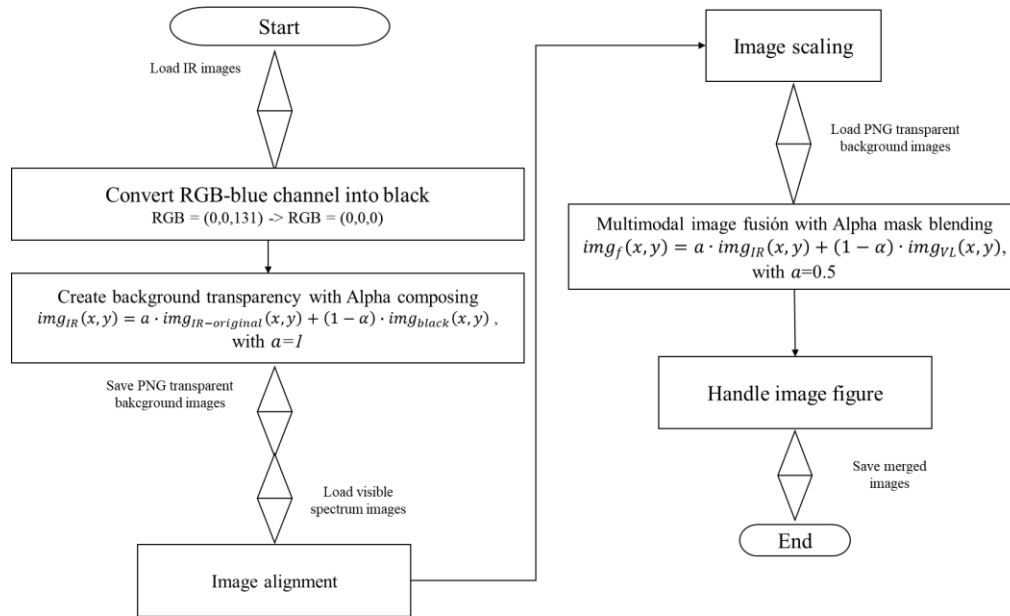 Start
Load IR images
Convert RGB-blue channel into black
RGB = (0,0,131) -> RGB = (0,0,0)
Create background transparency with Alpha composing
img_IR(x, y) = a · img_IR−original(x, y) + (1 − α) · img_black(x, y) ,
with a=1
Save PNG transparent
bakcground images
Load visible
spectrum images
Image alignment
Image scaling
Load PNG transparent
background images
Multimodal image fusión with Alpha mask blending
img_f(x, y) = a · img_IR(x, y) + (1 − α) · img_VL(x, y),
with a=0.5
Handle image figure
Save merged
images
End